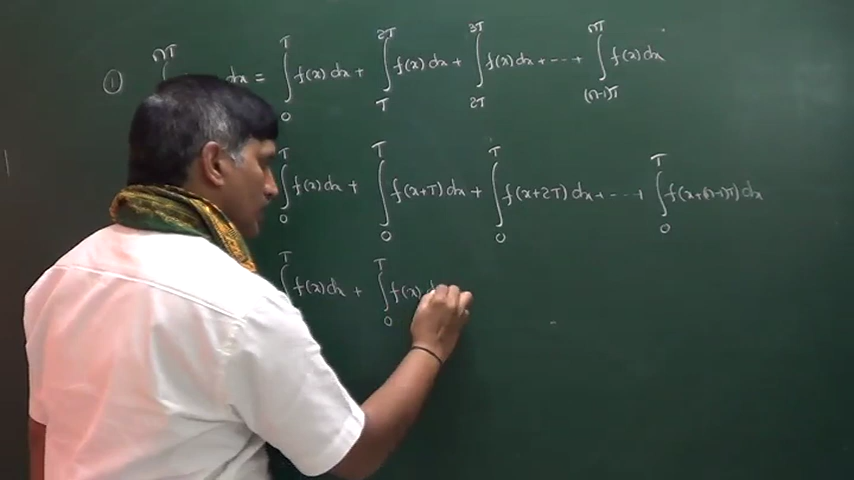 ① ∫₀ⁿᵀ dx = ∫₀ᵀ f(x) dx + ∫_T^{2T} f(x) dx + ∫_{2T}^{3T} f(x) dx + ... + ∫_{(n-1)T}^{nT} f(x) dx
∫₀ᵀ f(x) dx + ∫₀ᵀ f(x+T) dx + ∫₀ᵀ f(x+2T) dx + ... + ∫₀ᵀ f(x+(n-1)T) dx
∫₀ᵀ f(x) dx + ∫₀ᵀ f(x) d